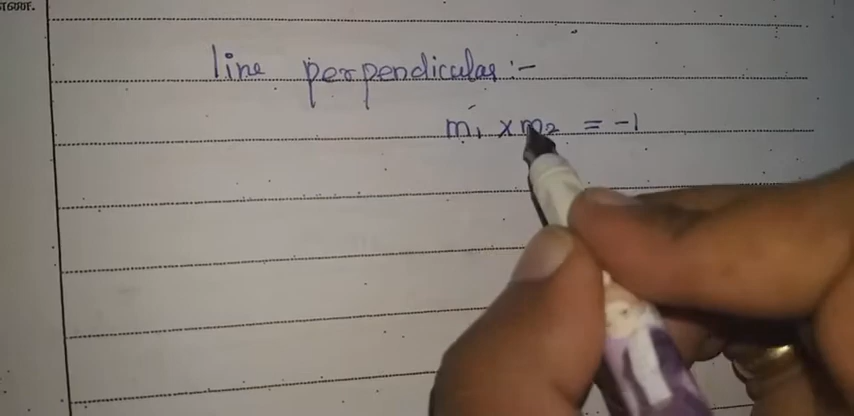 line perpendicular :-
m₁ x m₂ = -1